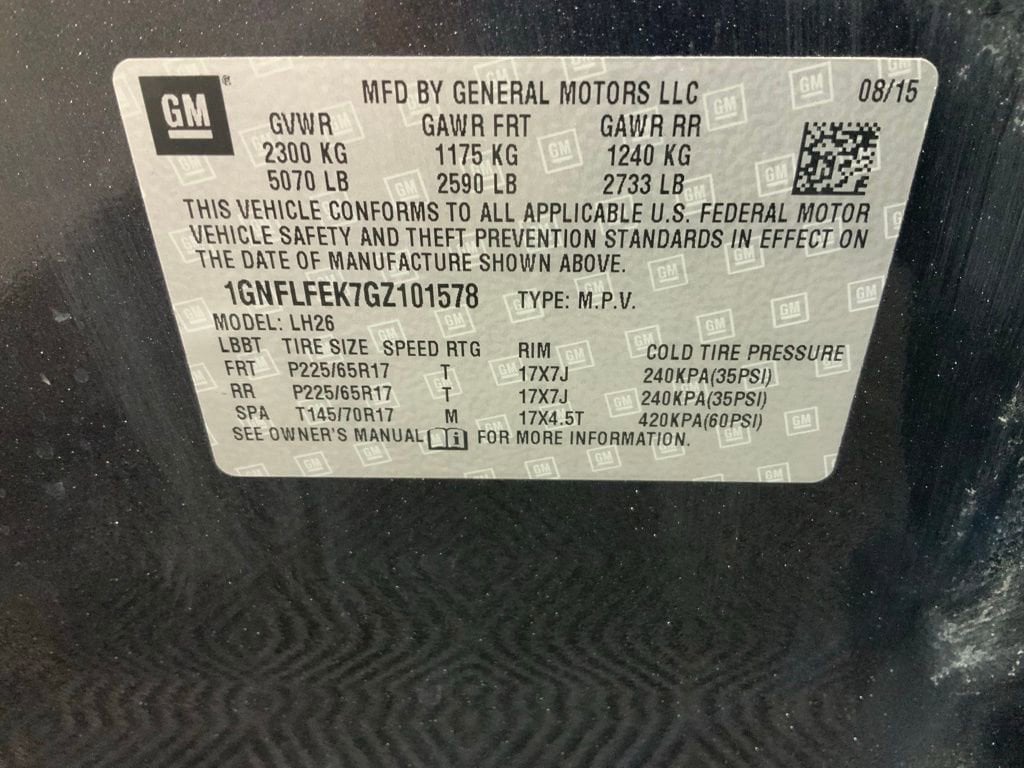 GM ® MFD BY GENERAL MOTORS LLC 08/15
GVWR GAWR FRT GAWR RR
2300 KG 1175 KG 1240 KG
5070 LB 2590 LB 2733 LB
THIS VEHICLE CONFORMS TO ALL APPLICABLE U.S. FEDERAL MOTOR
VEHICLE SAFETY AND THEFT PREVENTION STANDARDS IN EFFECT ON
THE DATE OF MANUFACTURE SHOWN ABOVE.
1GNFLFEK7GZ101578 TYPE: M.P.V.
MODEL: LH26
LBBT TIRE SIZE SPEED RTG RIM COLD TIRE PRESSURE
FRT P225/65R17 T 17X7J 240KPA(35PSI)
RR P225/65R17 T 17X7J 240KPA(35PSI)
SPA T145/70R17 M 17X4.5T 420KPA(60PSI)
SEE OWNER'S MANUAL FOR MORE INFORMATION.